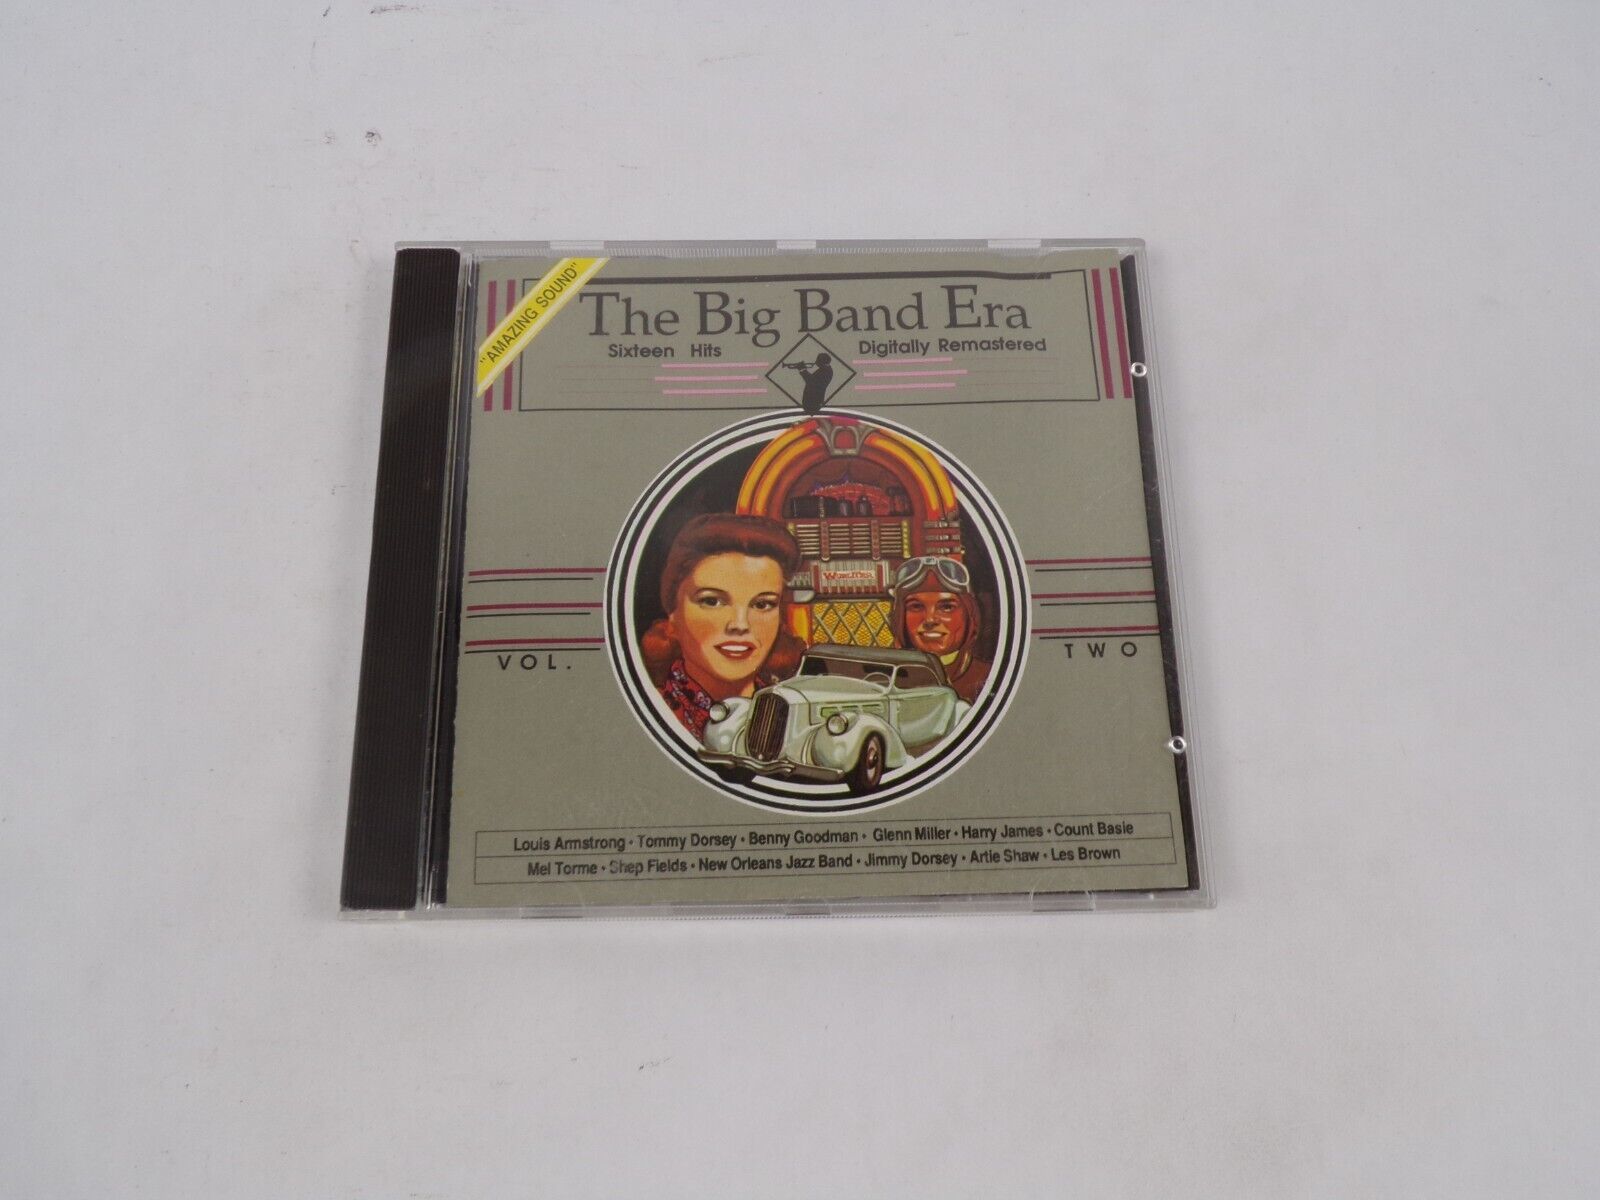 "AMAZING SOUND"
The Big Band Era
Sixteen Hits Digitally Remastered
WURLITZER
VOL. TWO
Louis Armstrong • Tommy Dorsey • Benny Goodman • Glenn Miller • Harry James • Count Basie
Mel Torme • Shep Fields • New Orleans Jazz Band • Jimmy Dorsey • Artie Shaw • Les Brown